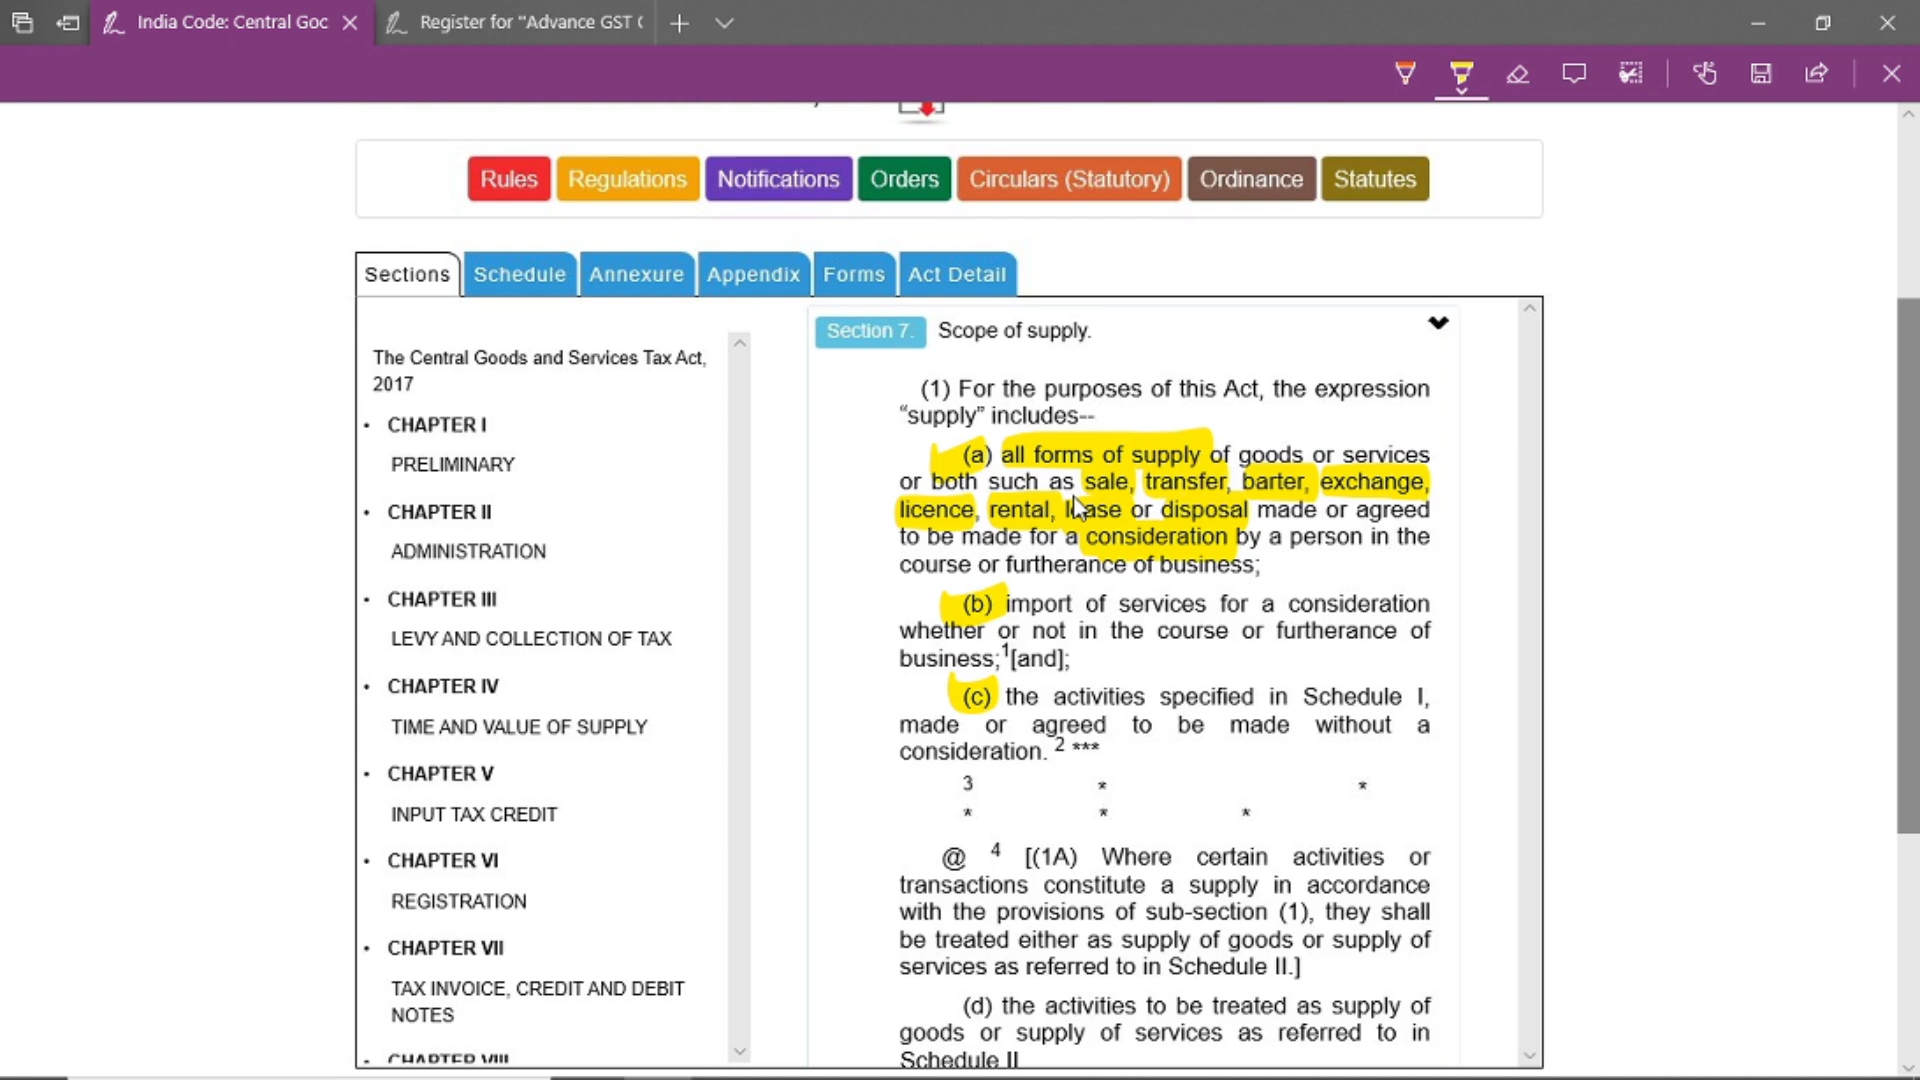 India Code: Central Goc
Register for "Advance GST C
Rules Regulations Notifications Orders Circulars (Statutory) Ordinance Statutes
Sections Schedule Annexure Appendix Forms Act Detail
The Central Goods and Services Tax Act,
2017
• CHAPTER I
PRELIMINARY
• CHAPTER II
ADMINISTRATION
• CHAPTER III
LEVY AND COLLECTION OF TAX
• CHAPTER IV
TIME AND VALUE OF SUPPLY
• CHAPTER V
INPUT TAX CREDIT
• CHAPTER VI
REGISTRATION
• CHAPTER VII
TAX INVOICE, CREDIT AND DEBIT
NOTES
• CHAPTER VIII
Section 7. Scope of supply.
(1) For the purposes of this Act, the expression
“supply” includes--
(a) all forms of supply of goods or services
or both such as sale, transfer, barter, exchange,
licence, rental, lease or disposal made or agreed
to be made for a consideration by a person in the
course or furtherance of business;
(b) import of services for a consideration
whether or not in the course or furtherance of
business;1[and];
(c) the activities specified in Schedule I,
made or agreed to be made without a
consideration. 2 ***
3 * *
* * *
@ 4 [(1A) Where certain activities or
transactions constitute a supply in accordance
with the provisions of sub-section (1), they shall
be treated either as supply of goods or supply of
services as referred to in Schedule II.]
(d) the activities to be treated as supply of
goods or supply of services as referred to in
Schedule II